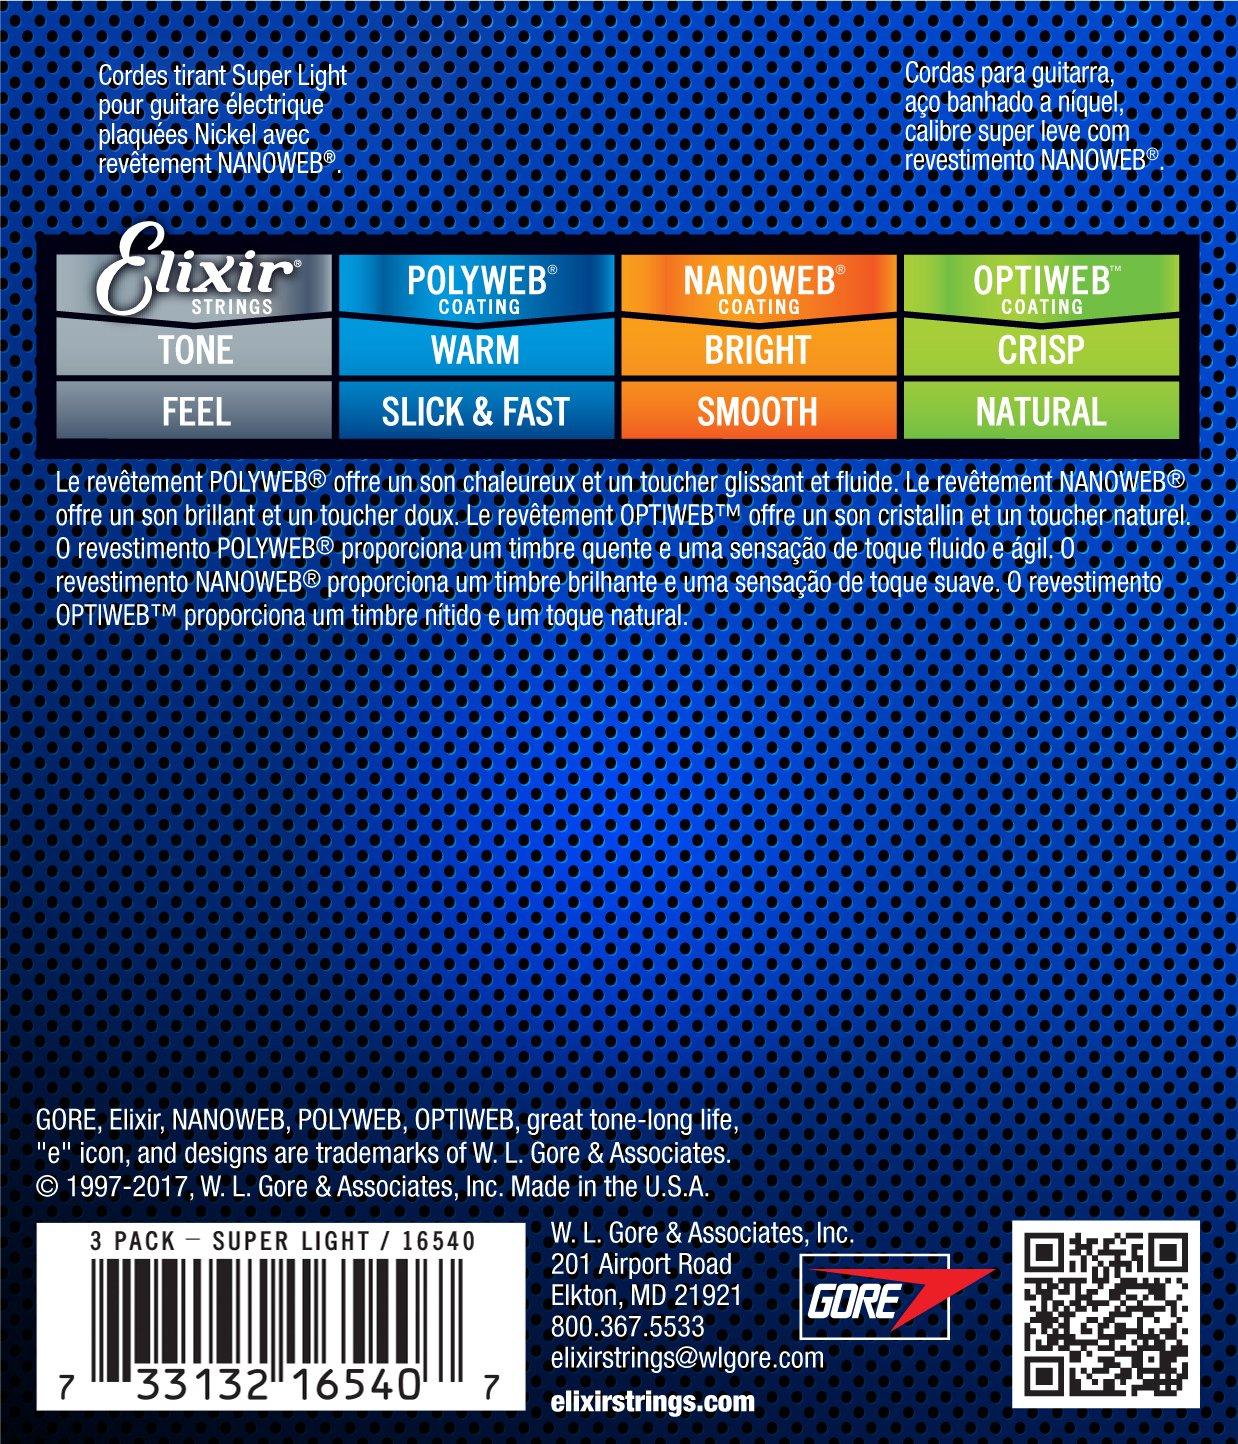 Cordes tirant Super Light
pour guitare électrique
plaquées Nickel avec
revêtement NANOWEB®.
Cordas para guitarra,
aço banhado a níquel,
calibre super leve com
revestimento NANOWEB®.
Elixir®
STRINGS
POLYWEB®
COATING
NANOWEB®
COATING
OPTIWEB™
COATING
TONE WARM BRIGHT CRISP
FEEL SLICK & FAST SMOOTH NATURAL
Le revêtement POLYWEB® offre un son chaleureux et un toucher glissant et fluide. Le revêtement NANOWEB®
offre un son brillant et un toucher doux. Le revêtement OPTIWEB™ offre un son cristallin et un toucher naturel.
O revestimento POLYWEB® proporciona um timbre quente e uma sensação de toque fluido e ágil. O
revestimento NANOWEB® proporciona um timbre brilhante e uma sensação de toque suave. O revestimento
OPTIWEB™ proporciona um timbre nítido e um toque natural.
GORE, Elixir, NANOWEB, POLYWEB, OPTIWEB, great tone-long life,
"e" icon, and designs are trademarks of W. L. Gore & Associates.
© 1997-2017, W. L. Gore & Associates, Inc. Made in the U.S.A.
3 PACK – SUPER LIGHT / 16540
7 33132 16540 7
W. L. Gore & Associates, Inc.
201 Airport Road
Elkton, MD 21921
800.367.5533
elixirstrings@wlgore.com
elixirstrings.com
GORE